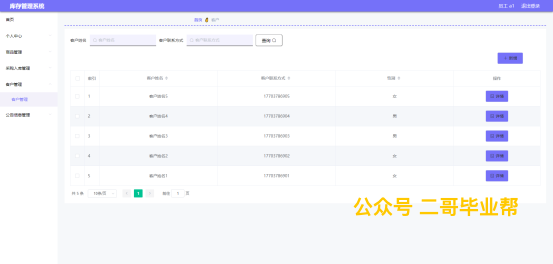 库存管理系统
员工 a1 退出登录
首页
个人中心
商品管理
采购入库管理
客户管理
客户管理
公告信息管理
首页 客户
客户姓名 客户姓名
客户联系方式 客户联系方式
查询
新增
索引 客户姓名 客户联系方式 性别 操作
1 客户姓名5 17703786905 女 详情
2 客户姓名4 17703786904 男 详情
3 客户姓名3 17703786903 男 详情
4 客户姓名2 17703786902 女 详情
5 客户姓名1 17703786901 女 详情
共 5 条 10条/页 1 前往 1 页
公众号 二哥毕业帮